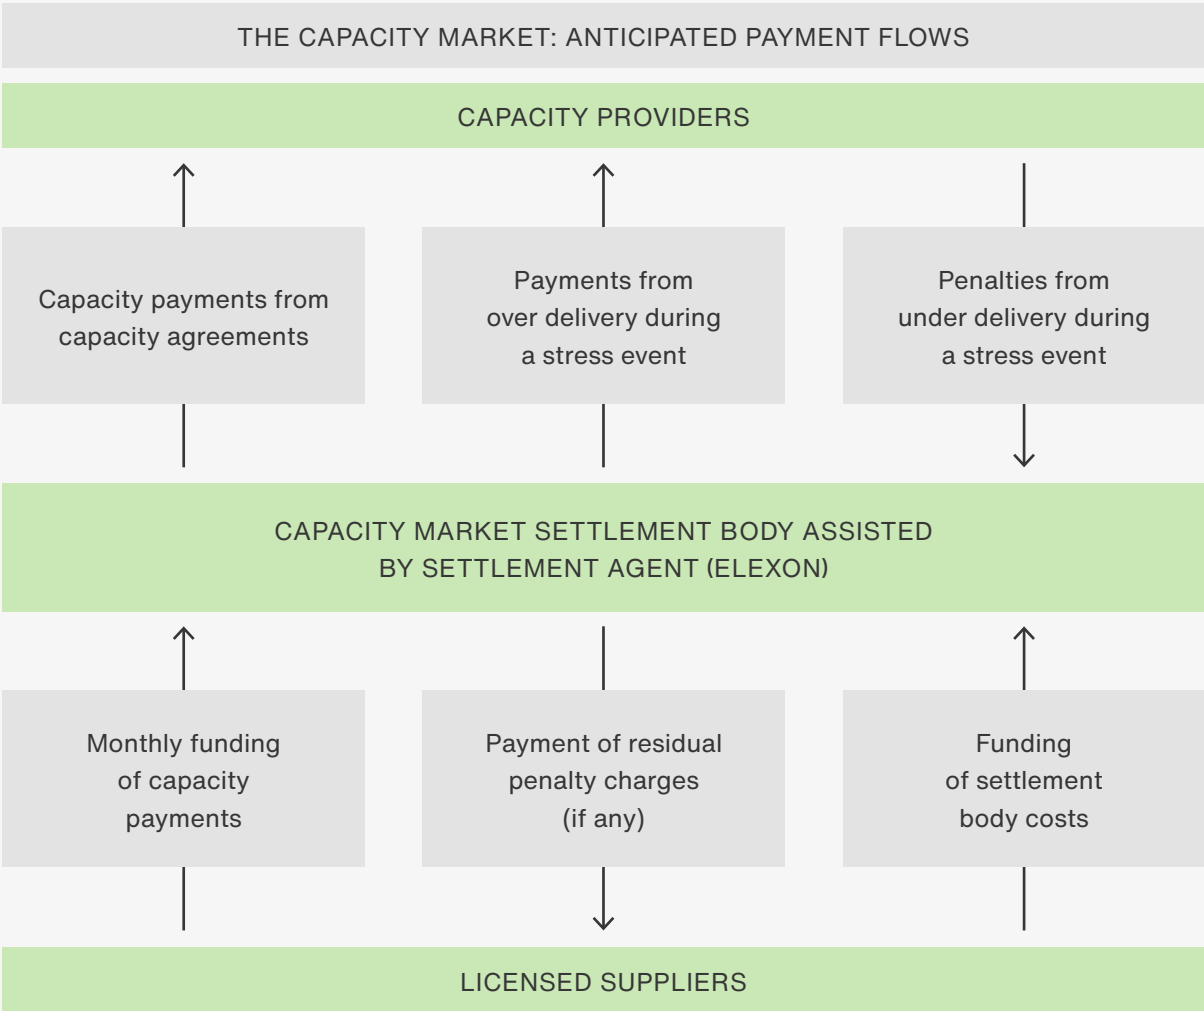 THE CAPACITY MARKET: ANTICIPATED PAYMENT FLOWS
CAPACITY PROVIDERS
Capacity payments from
capacity agreements
Payments from
over delivery during
a stress event
Penalties from
under delivery during
a stress event
CAPACITY MARKET SETTLEMENT BODY ASSISTED
BY SETTLEMENT AGENT (ELEXON)
Monthly funding
of capacity
payments
Payment of residual
penalty charges
(if any)
Funding
of settlement
body costs
LICENSED SUPPLIERS